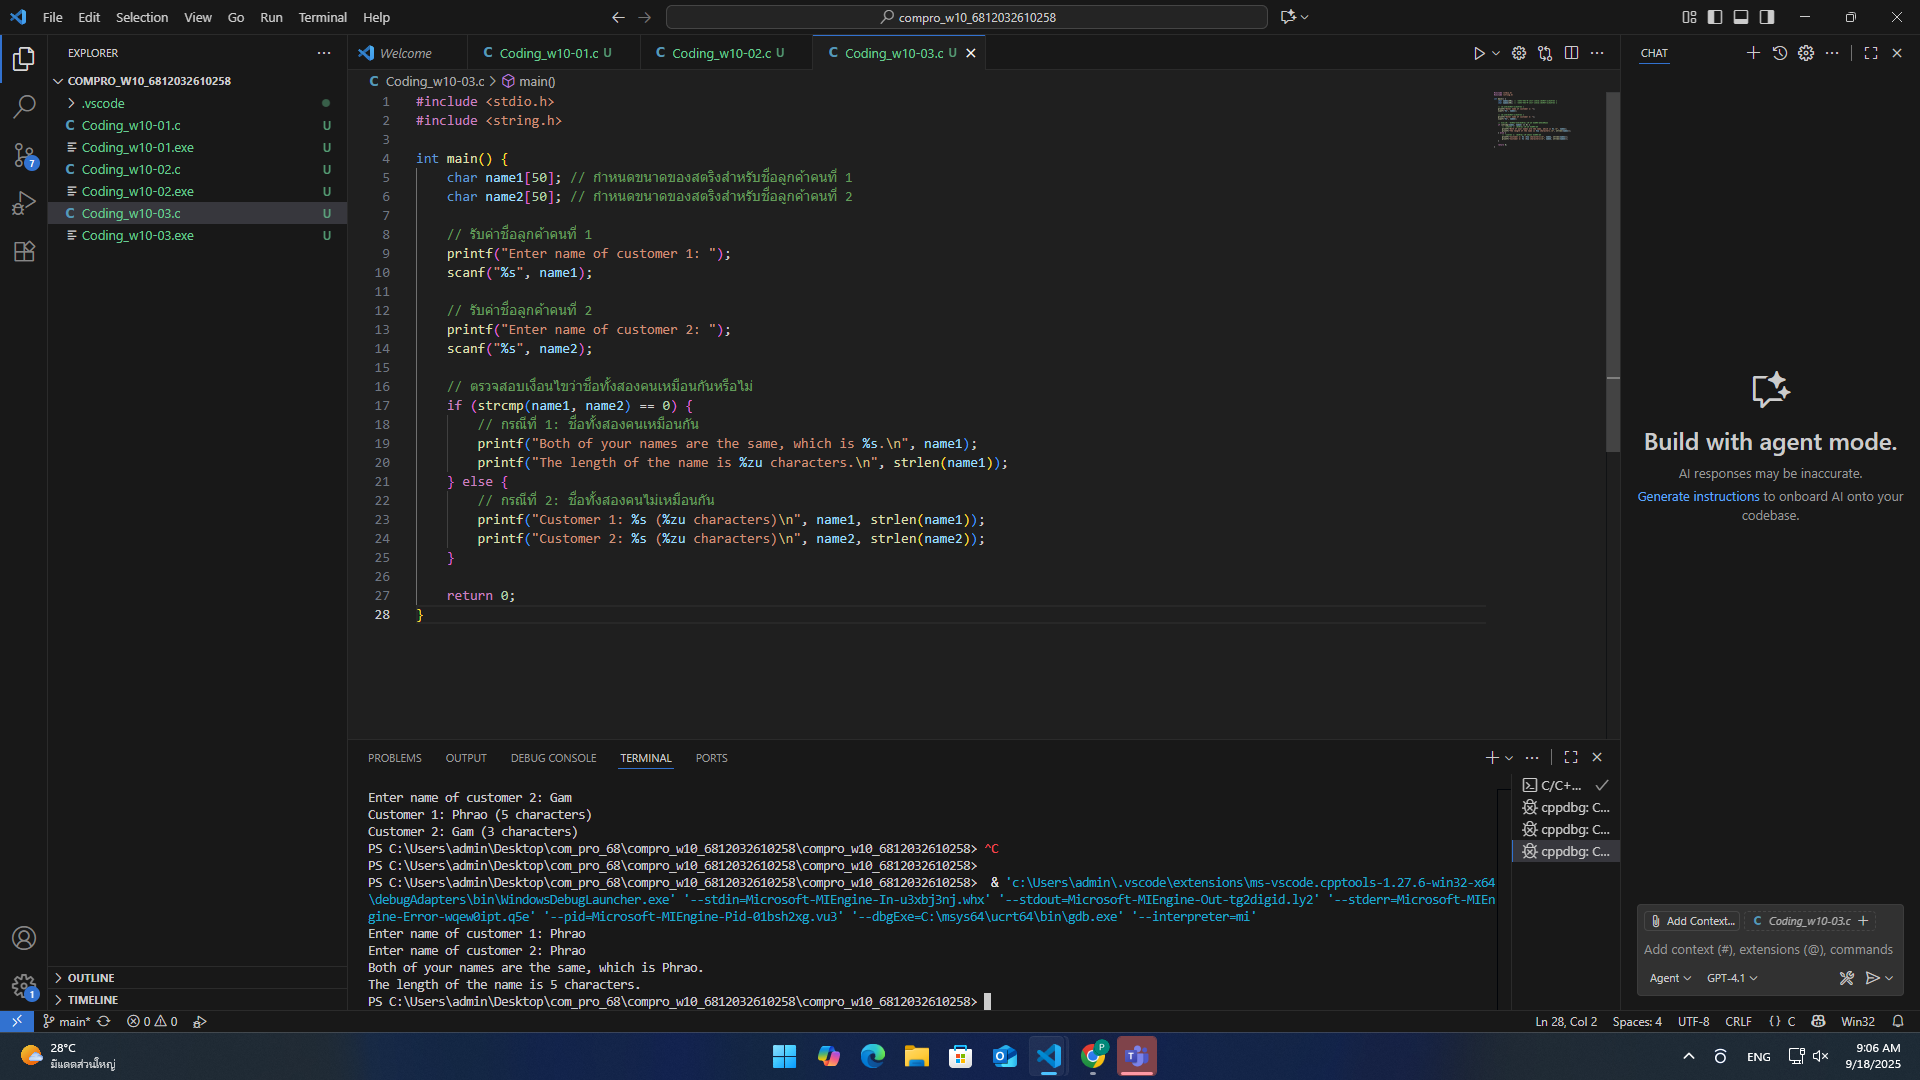 File Edit Selection View Go Run Terminal Help
compro_w10_6812032610258
EXPLORER
COMPRO_W10_6812032610258
.vscode
Coding_w10-01.c U
Coding_w10-01.exe U
Coding_w10-02.c U
Coding_w10-02.exe U
Coding_w10-03.c U
Coding_w10-03.exe U
OUTLINE
TIMELINE
7
1
Welcome
C Coding_w10-01.c U
C Coding_w10-02.c U
C Coding_w10-03.c U
C Coding_w10-03.c > main()
1 #include <stdio.h>
2 #include <string.h>
3
4 int main() {
5 char name1[50]; // กำหนดขนาดของสตริงสำหรับชื่อลูกค้าคนที่ 1
6 char name2[50]; // กำหนดขนาดของสตริงสำหรับชื่อลูกค้าคนที่ 2
7
8 // รับค่าชื่อลูกค้าคนที่ 1
9 printf("Enter name of customer 1: ");
10 scanf("%s", name1);
11
12 // รับค่าชื่อลูกค้าคนที่ 2
13 printf("Enter name of customer 2: ");
14 scanf("%s", name2);
15
16 // ตรวจสอบเงื่อนไขว่าชื่อทั้งสองคนเหมือนกันหรือไม่
17 if (strcmp(name1, name2) == 0) {
18 // กรณีที่ 1: ชื่อทั้งสองคนเหมือนกัน
19 printf("Both of your names are the same, which is %s.\n", name1);
20 printf("The length of the name is %zu characters.\n", strlen(name1));
21 } else {
22 // กรณีที่ 2: ชื่อทั้งสองคนไม่เหมือนกัน
23 printf("Customer 1: %s (%zu characters)\n", name1, strlen(name1));
24 printf("Customer 2: %s (%zu characters)\n", name2, strlen(name2));
25 }
26
27 return 0;
28 }
PROBLEMS OUTPUT DEBUG CONSOLE TERMINAL PORTS
Enter name of customer 2: Gam
Customer 1: Phrao (5 characters)
Customer 2: Gam (3 characters)
PS C:\Users\admin\Desktop\com_pro_68\compro_w10_6812032610258\compro_w10_6812032610258> ^C
PS C:\Users\admin\Desktop\com_pro_68\compro_w10_6812032610258\compro_w10_6812032610258>
PS C:\Users\admin\Desktop\com_pro_68\compro_w10_6812032610258\compro_w10_6812032610258> & 'c:\Users\admin\.vscode\extensions\ms-vscode.cpptools-1.27.6-win32-x64
\debugAdapters\bin\WindowsDebugLauncher.exe' '--stdin=Microsoft-MIEngine-In-u3xbj3nj.whx' '--stdout=Microsoft-MIEngine-Out-tg2digid.ly2' '--stderr=Microsoft-MIEn
gine-Error-wqew0ipt.q5e' '--pid=Microsoft-MIEngine-Pid-01bsh2xg.vu3' '--dbgExe=C:\msys64\ucrt64\bin\gdb.exe' '--interpreter=mi'
Enter name of customer 1: Phrao
Enter name of customer 2: Phrao
Both of your names are the same, which is Phrao.
The length of the name is 5 characters.
PS C:\Users\admin\Desktop\com_pro_68\compro_w10_6812032610258\compro_w10_6812032610258>
C/C+...
cppdbg: C...
cppdbg: C...
cppdbg: C...
CHAT
Build with agent mode.
AI responses may be inaccurate.
Generate instructions to onboard AI onto your
codebase.
Add Context... C Coding_w10-03.c +
Add context (#), extensions (@), commands
Agent GPT-4.1
main* 0 0
Ln 28, Col 2 Spaces: 4 UTF-8 CRLF {} C Win32
28°C
มีแดดส่วนใหญ่
P
ENG
9:06 AM
9/18/2025